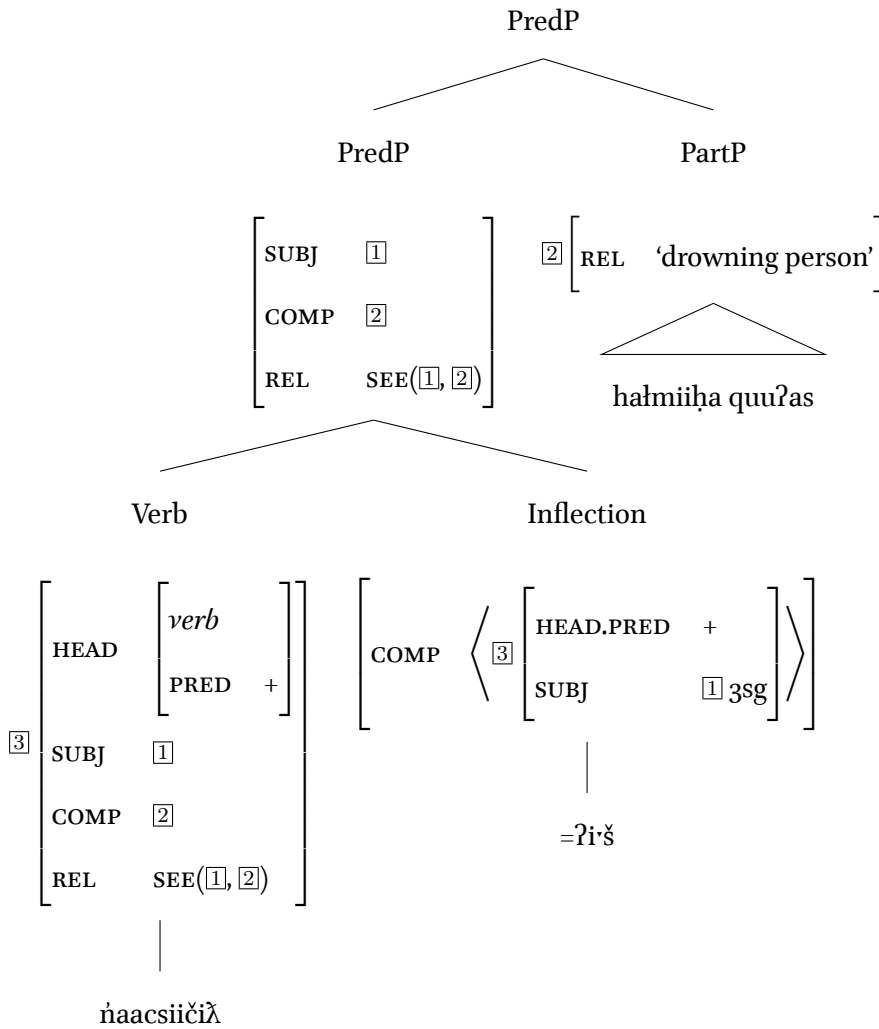 PredP
PredP PartP
SUBJ 1
COMP 2
REL SEE(1, 2)
2 REL ‘drowning person’
hałmiiḥa quuʔas
Verb Inflection
HEAD verb
PRED +
3 SUBJ 1
COMP 2
REL SEE(1, 2)
COMP ⟨ 3 HEAD.PRED +
SUBJ 1 3sg ⟩
=ʔi·š
n̓aacsiičiƛ